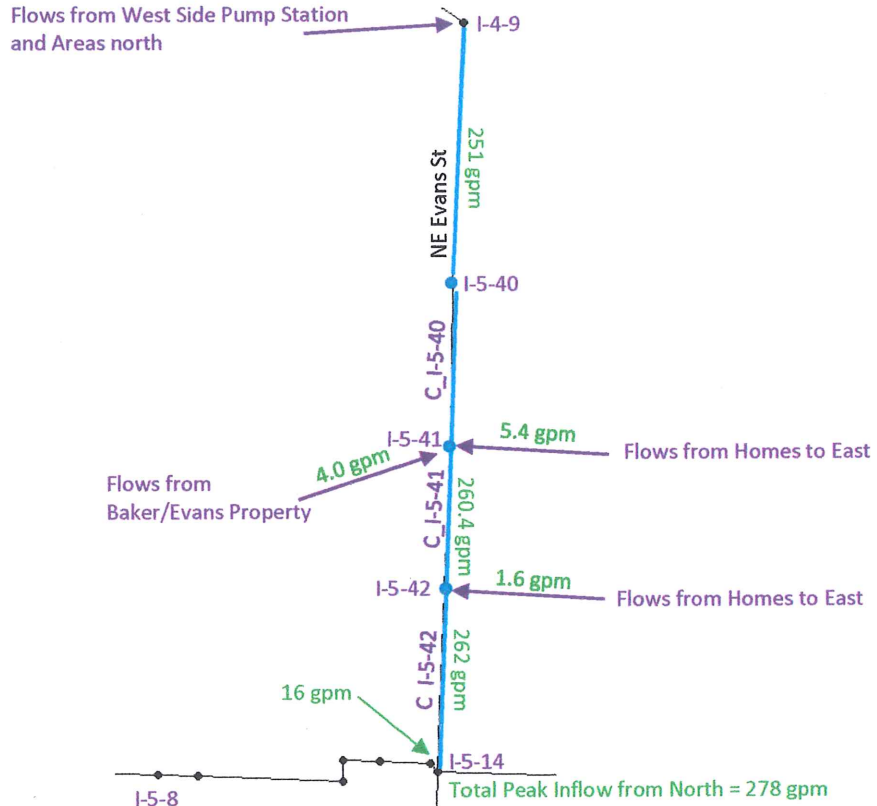 Flows from West Side Pump Station
and Areas north
I-4-9
251 gpm
NE Evans St
I-5-40
C_I-5-40
I-5-41
5.4 gpm
Flows from Homes to East
4.0 gpm
Flows from
Baker/Evans Property
C_I-5-41
260.4 gpm
I-5-42
1.6 gpm
Flows from Homes to East
C_I-5-42
262 gpm
16 gpm
I-5-14
I-5-8
Total Peak Inflow from North = 278 gpm